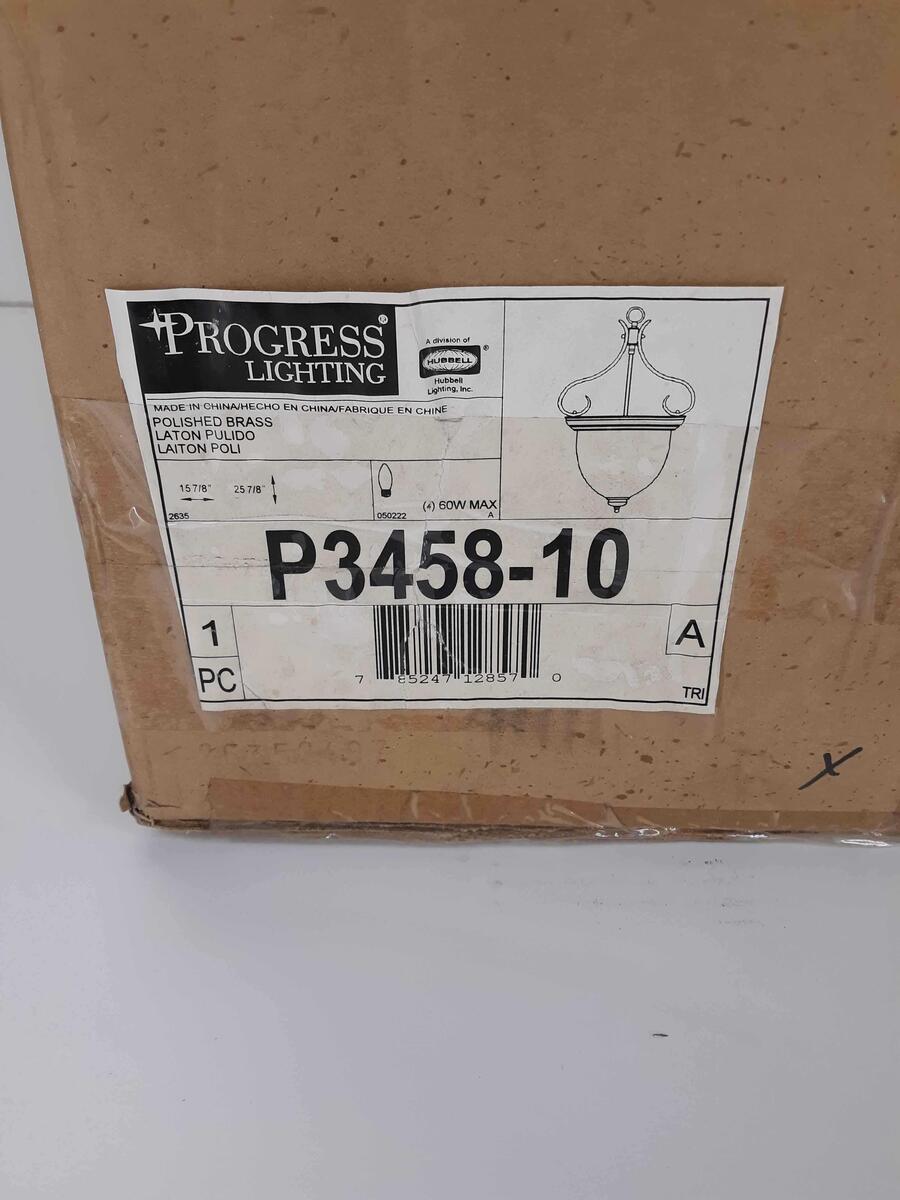 PROGRESS®
LIGHTING
A division of
HUBBELL®
Hubbell
Lighting, Inc.
MADE IN CHINA/HECHO EN CHINA/FABRIQUE EN CHINE
POLISHED BRASS
LATON PULIDO
LAITON POLI
15 7/8" 25 7/8"
2635
050222
(4) 60W MAX
A
P3458-10
1
PC
A
7 85247 12857 0
TRI
X